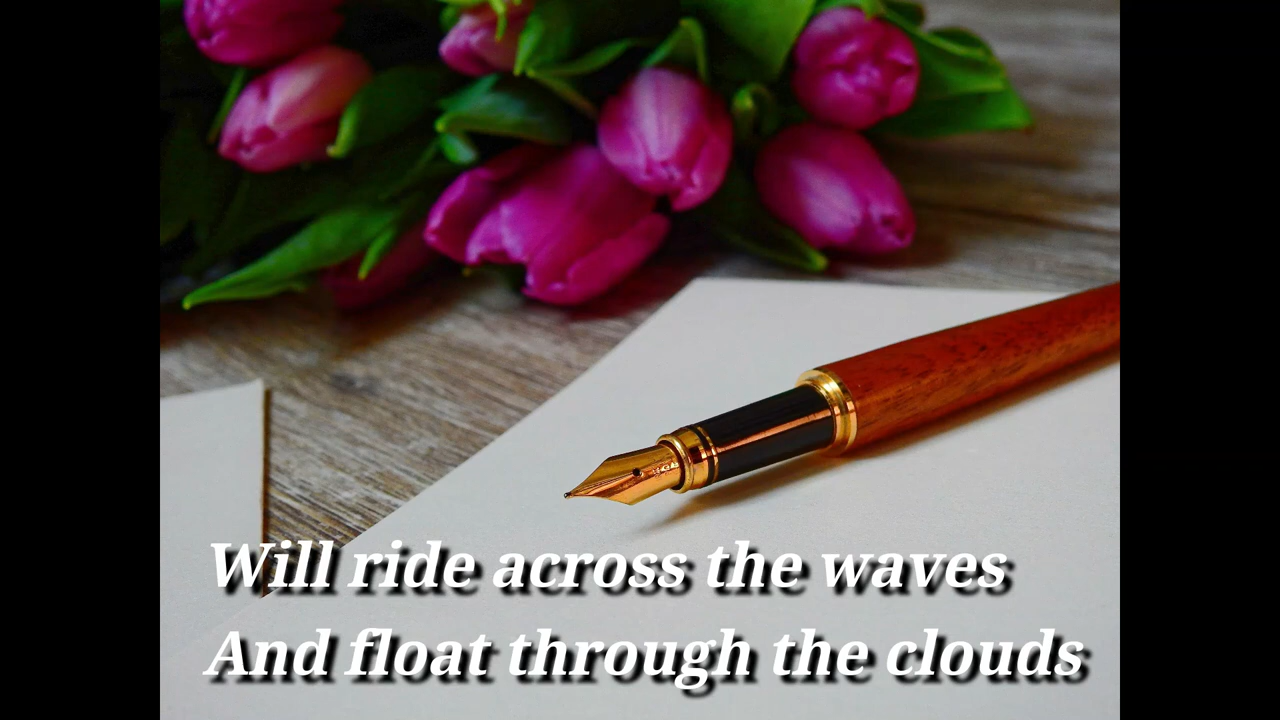 Will ride across the waves
And float through the clouds